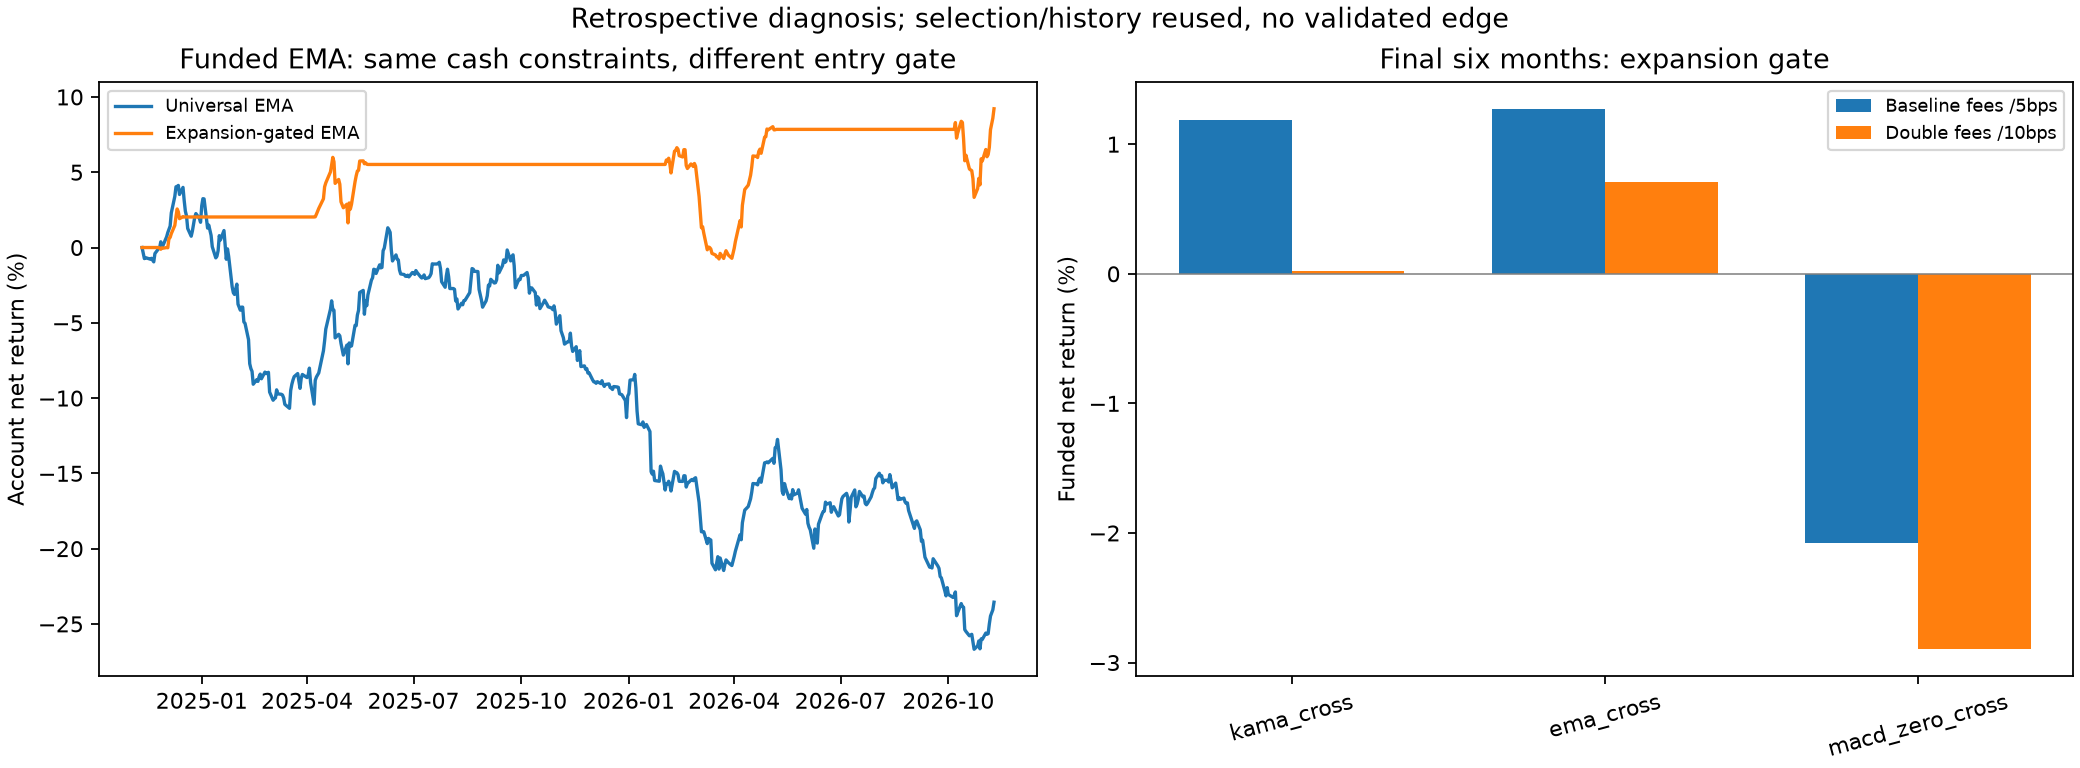 Retrospective diagnosis; selection/history reused, no validated edge
Funded EMA: same cash constraints, different entry gate
Universal EMA
Expansion-gated EMA
Account net return (%)
10
5
0
−5
−10
−15
−20
−25
2025-01
2025-04
2025-07
2025-10
2026-01
2026-04
2026-07
2026-10
Final six months: expansion gate
Baseline fees /5bps
Double fees /10bps
Funded net return (%)
1
0
−1
−2
−3
kama_cross
ema_cross
macd_zero_cross